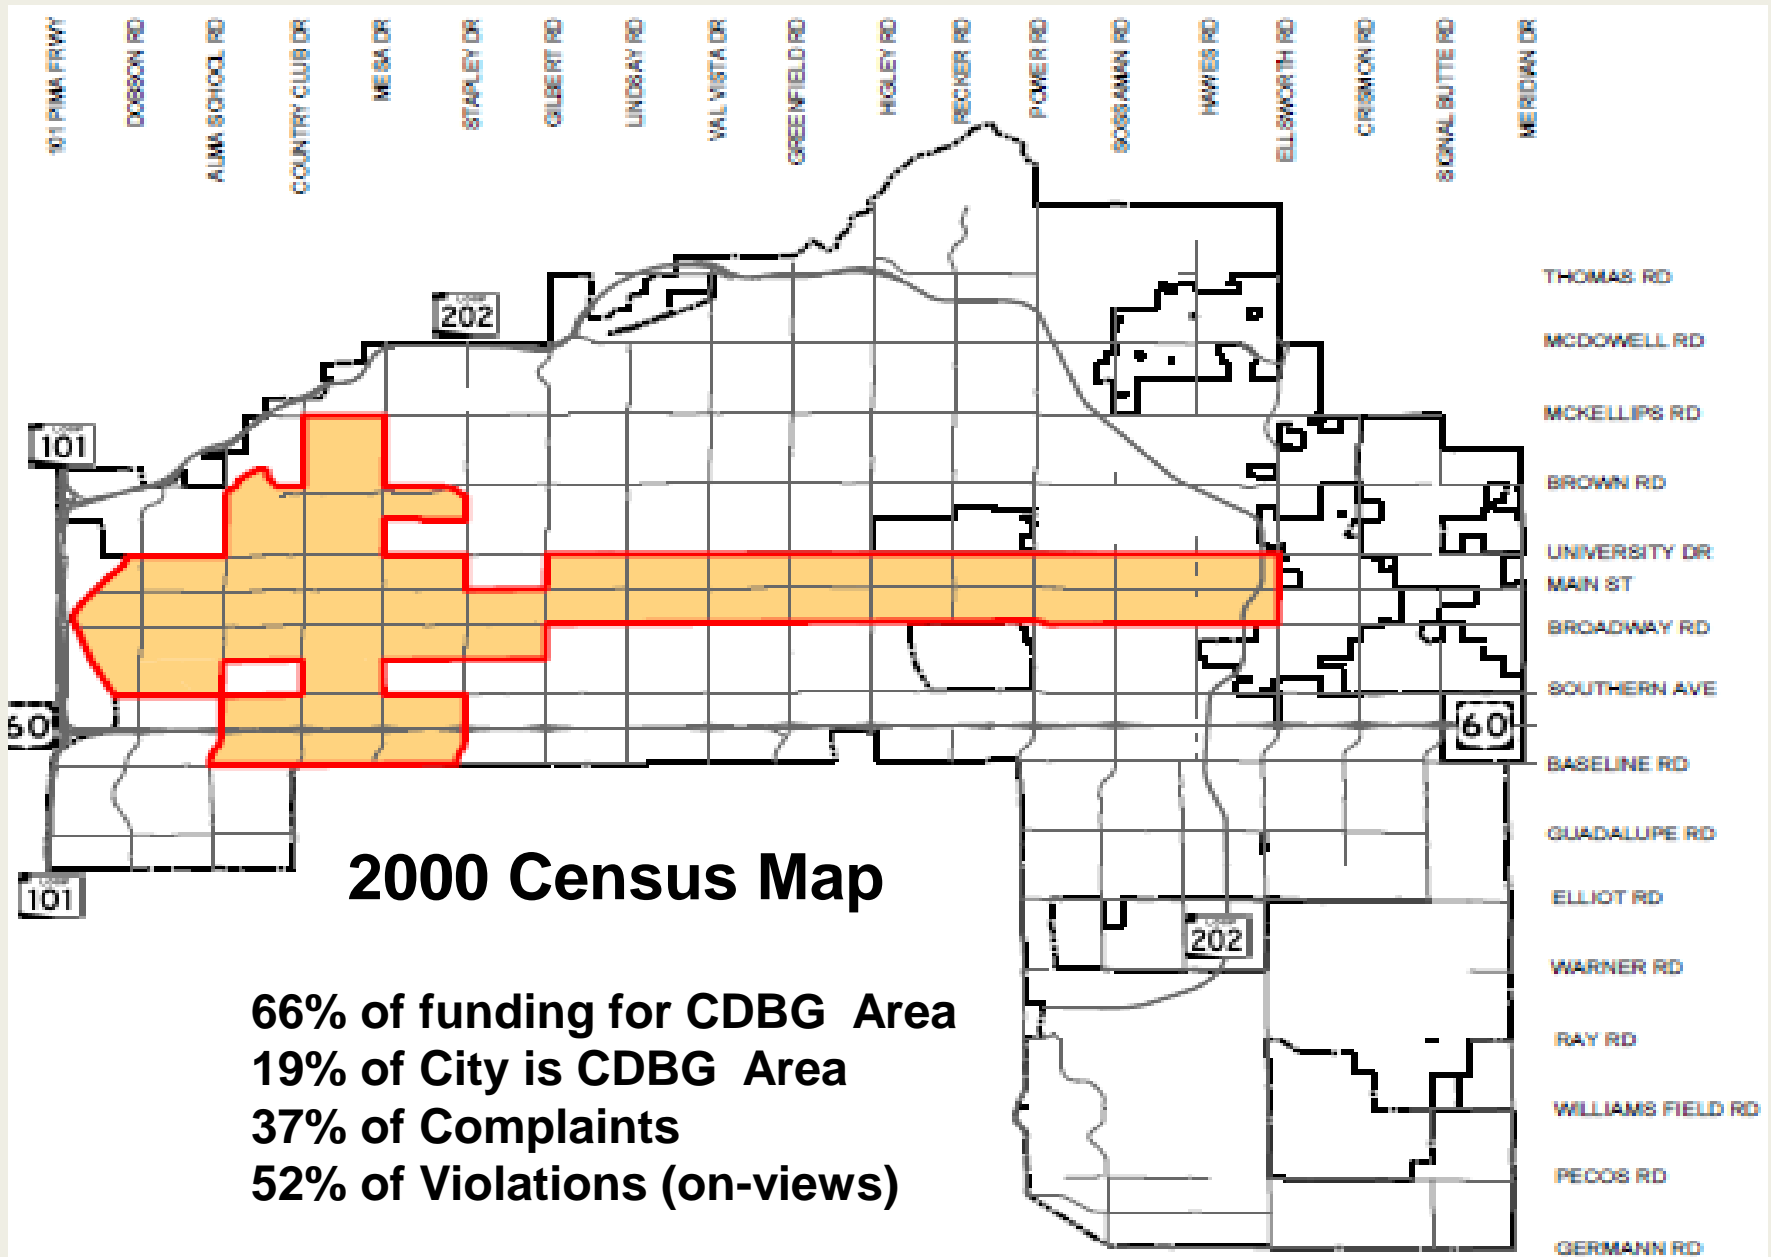 101 PIMA FRWY
DOBSON RD
ALMA SCHOOL RD
COUNTRY CLUB DR
MESA DR
STAPLEY DR
GILBERT RD
LINDSAY RD
VAL VISTA DR
GREENFIELD RD
HIGLEY RD
RECKER RD
POWER RD
SOSSAMAN RD
HAWES RD
ELLSWORTH RD
CRISMON RD
SIGNAL BUTTE RD
MERIDIAN DR
THOMAS RD
LOOP
202
MCDOWELL RD
MCKELLIPS RD
LOOP
101
BROWN RD
UNIVERSITY DR
MAIN ST
BROADWAY RD
SOUTHERN AVE
60
60
BASELINE RD
GUADALUPE RD
2000 Census Map
LOOP
101
ELLIOT RD
LOOP
202
WARNER RD
66% of funding for CDBG Area
RAY RD
19% of City is CDBG Area
WILLIAMS FIELD RD
37% of Complaints
PECOS RD
52% of Violations (on-views)
GERMANN RD